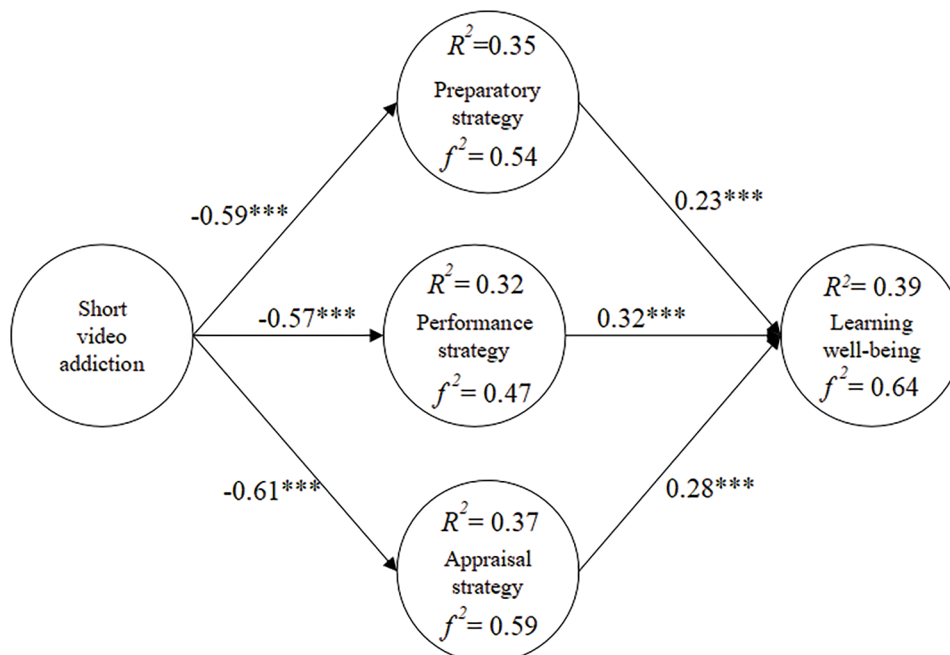 R²=0.35
Preparatory
strategy
f²= 0.54
-0.59***
0.23***
Short
video
addiction
-0.57***
R²= 0.32
Performance
strategy
f²= 0.47
0.32***
R²= 0.39
Learning
well-being
f²= 0.64
-0.61***
0.28***
R²= 0.37
Appraisal
strategy
f²= 0.59